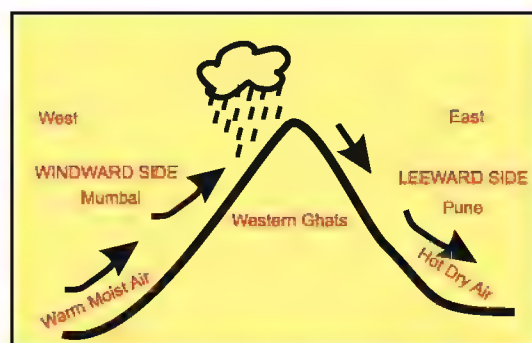 West
East
WINDWARD SIDE
Mumbai
LEEWARD SIDE
Pune
Western Ghats
Warm Moist Air
Hot Dry Air